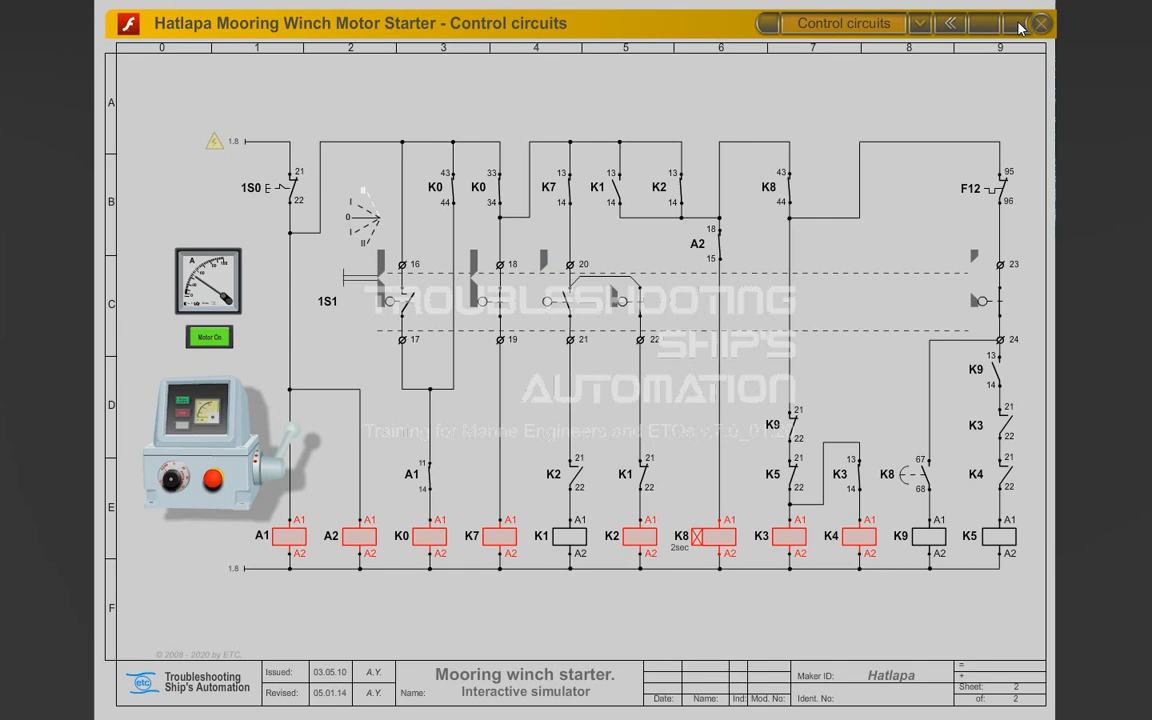 Hatlapa Mooring Winch Motor Starter - Control circuits
Control circuits
0 1 2 3 4 5 6 7 8 9
A
1.8
21
43 33 13 13 13 43 95
1S0 E K0 K0 K7 K1 K2 K8 F12
B
22 44 34 14 14 14 44 96
II
I
0
I
II
18
A2
15
16 18 20 23
A
C
1S1
TROUBLESHOOTING
SHIP'S
AUTOMATION
Motor On
17 19 21 22 24
13
K9
14
D
21
K9
22
21
K3
22
Training for Marine Engineers and ETOs
11
A1
14
21
K2
22
21
K1
22
21
K5
22
13
K3
14
67
K8
68
21
K4
22
E
A1 A1 A1 A1 A1 A1 A1 A1 A1 A1 A1
A1 A2 K0 K7 K1 K2 K8 K3 K4 K9 K5
2sec
A2 A2 A2 A2 A2 A2 A2 A2 A2 A2 A2
1.8
F
© 2008 - 2020 by ETC.
Troubleshooting
Ship's Automation
Issued: 03.05.10 A.Y.
Revised: 05.01.14 A.Y. Name:
Mooring winch starter.
Interactive simulator
Date: Name: Ind: Mod. No:
Maker ID: Hatlapa
Ident. No:
=
+
Sheet: 2
of: 2